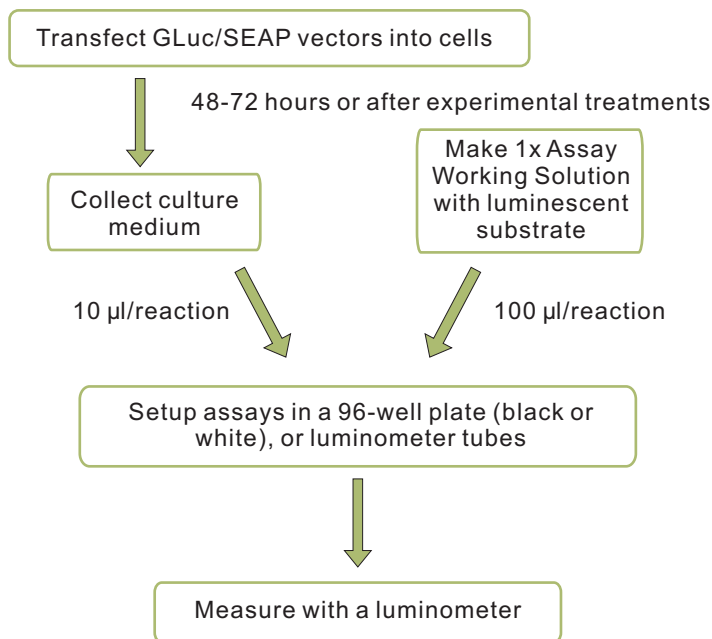 Transfect GLuc/SEAP vectors into cells
48-72 hours or after experimental treatments
Collect culture
medium
Make 1x Assay
Working Solution
with luminescent
substrate
10 µl/reaction
100 µl/reaction
Setup assays in a 96-well plate (black or
white), or luminometer tubes
Measure with a luminometer